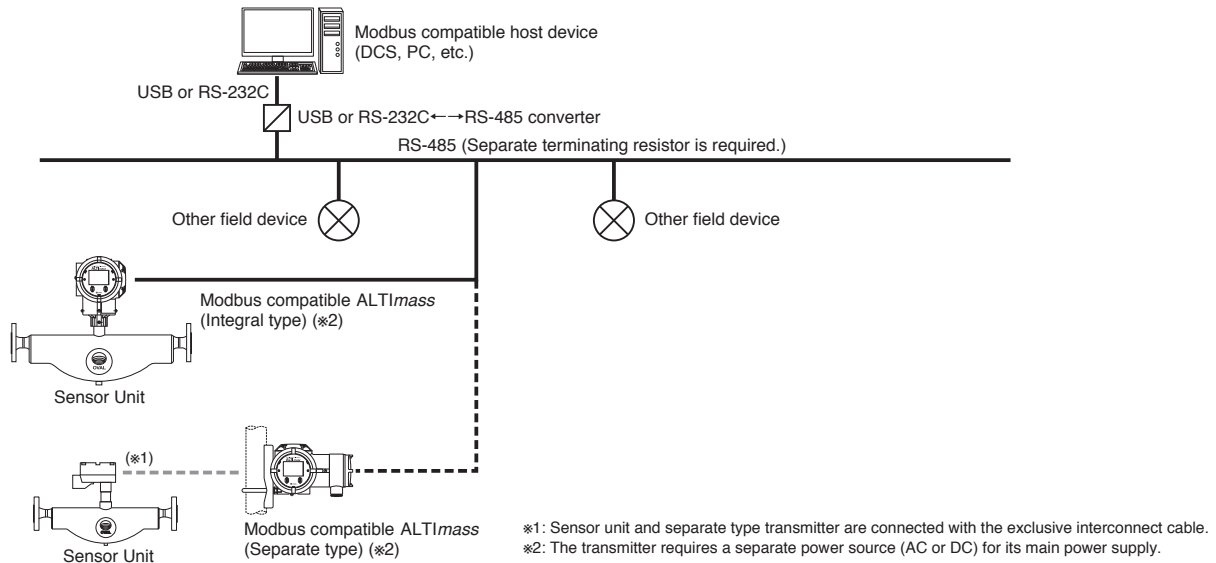 Modbus compatible host device
(DCS, PC, etc.)
USB or RS-232C
USB or RS-232C←→RS-485 converter
RS-485 (Separate terminating resistor is required.)
Other field device
Other field device
Modbus compatible ALTImass
(Integral type) (※2)
OVAL
Sensor Unit
(※1)
Modbus compatible ALTImass
(Separate type) (※2)
Sensor Unit
※1: Sensor unit and separate type transmitter are connected with the exclusive interconnect cable.
※2: The transmitter requires a separate power source (AC or DC) for its main power supply.